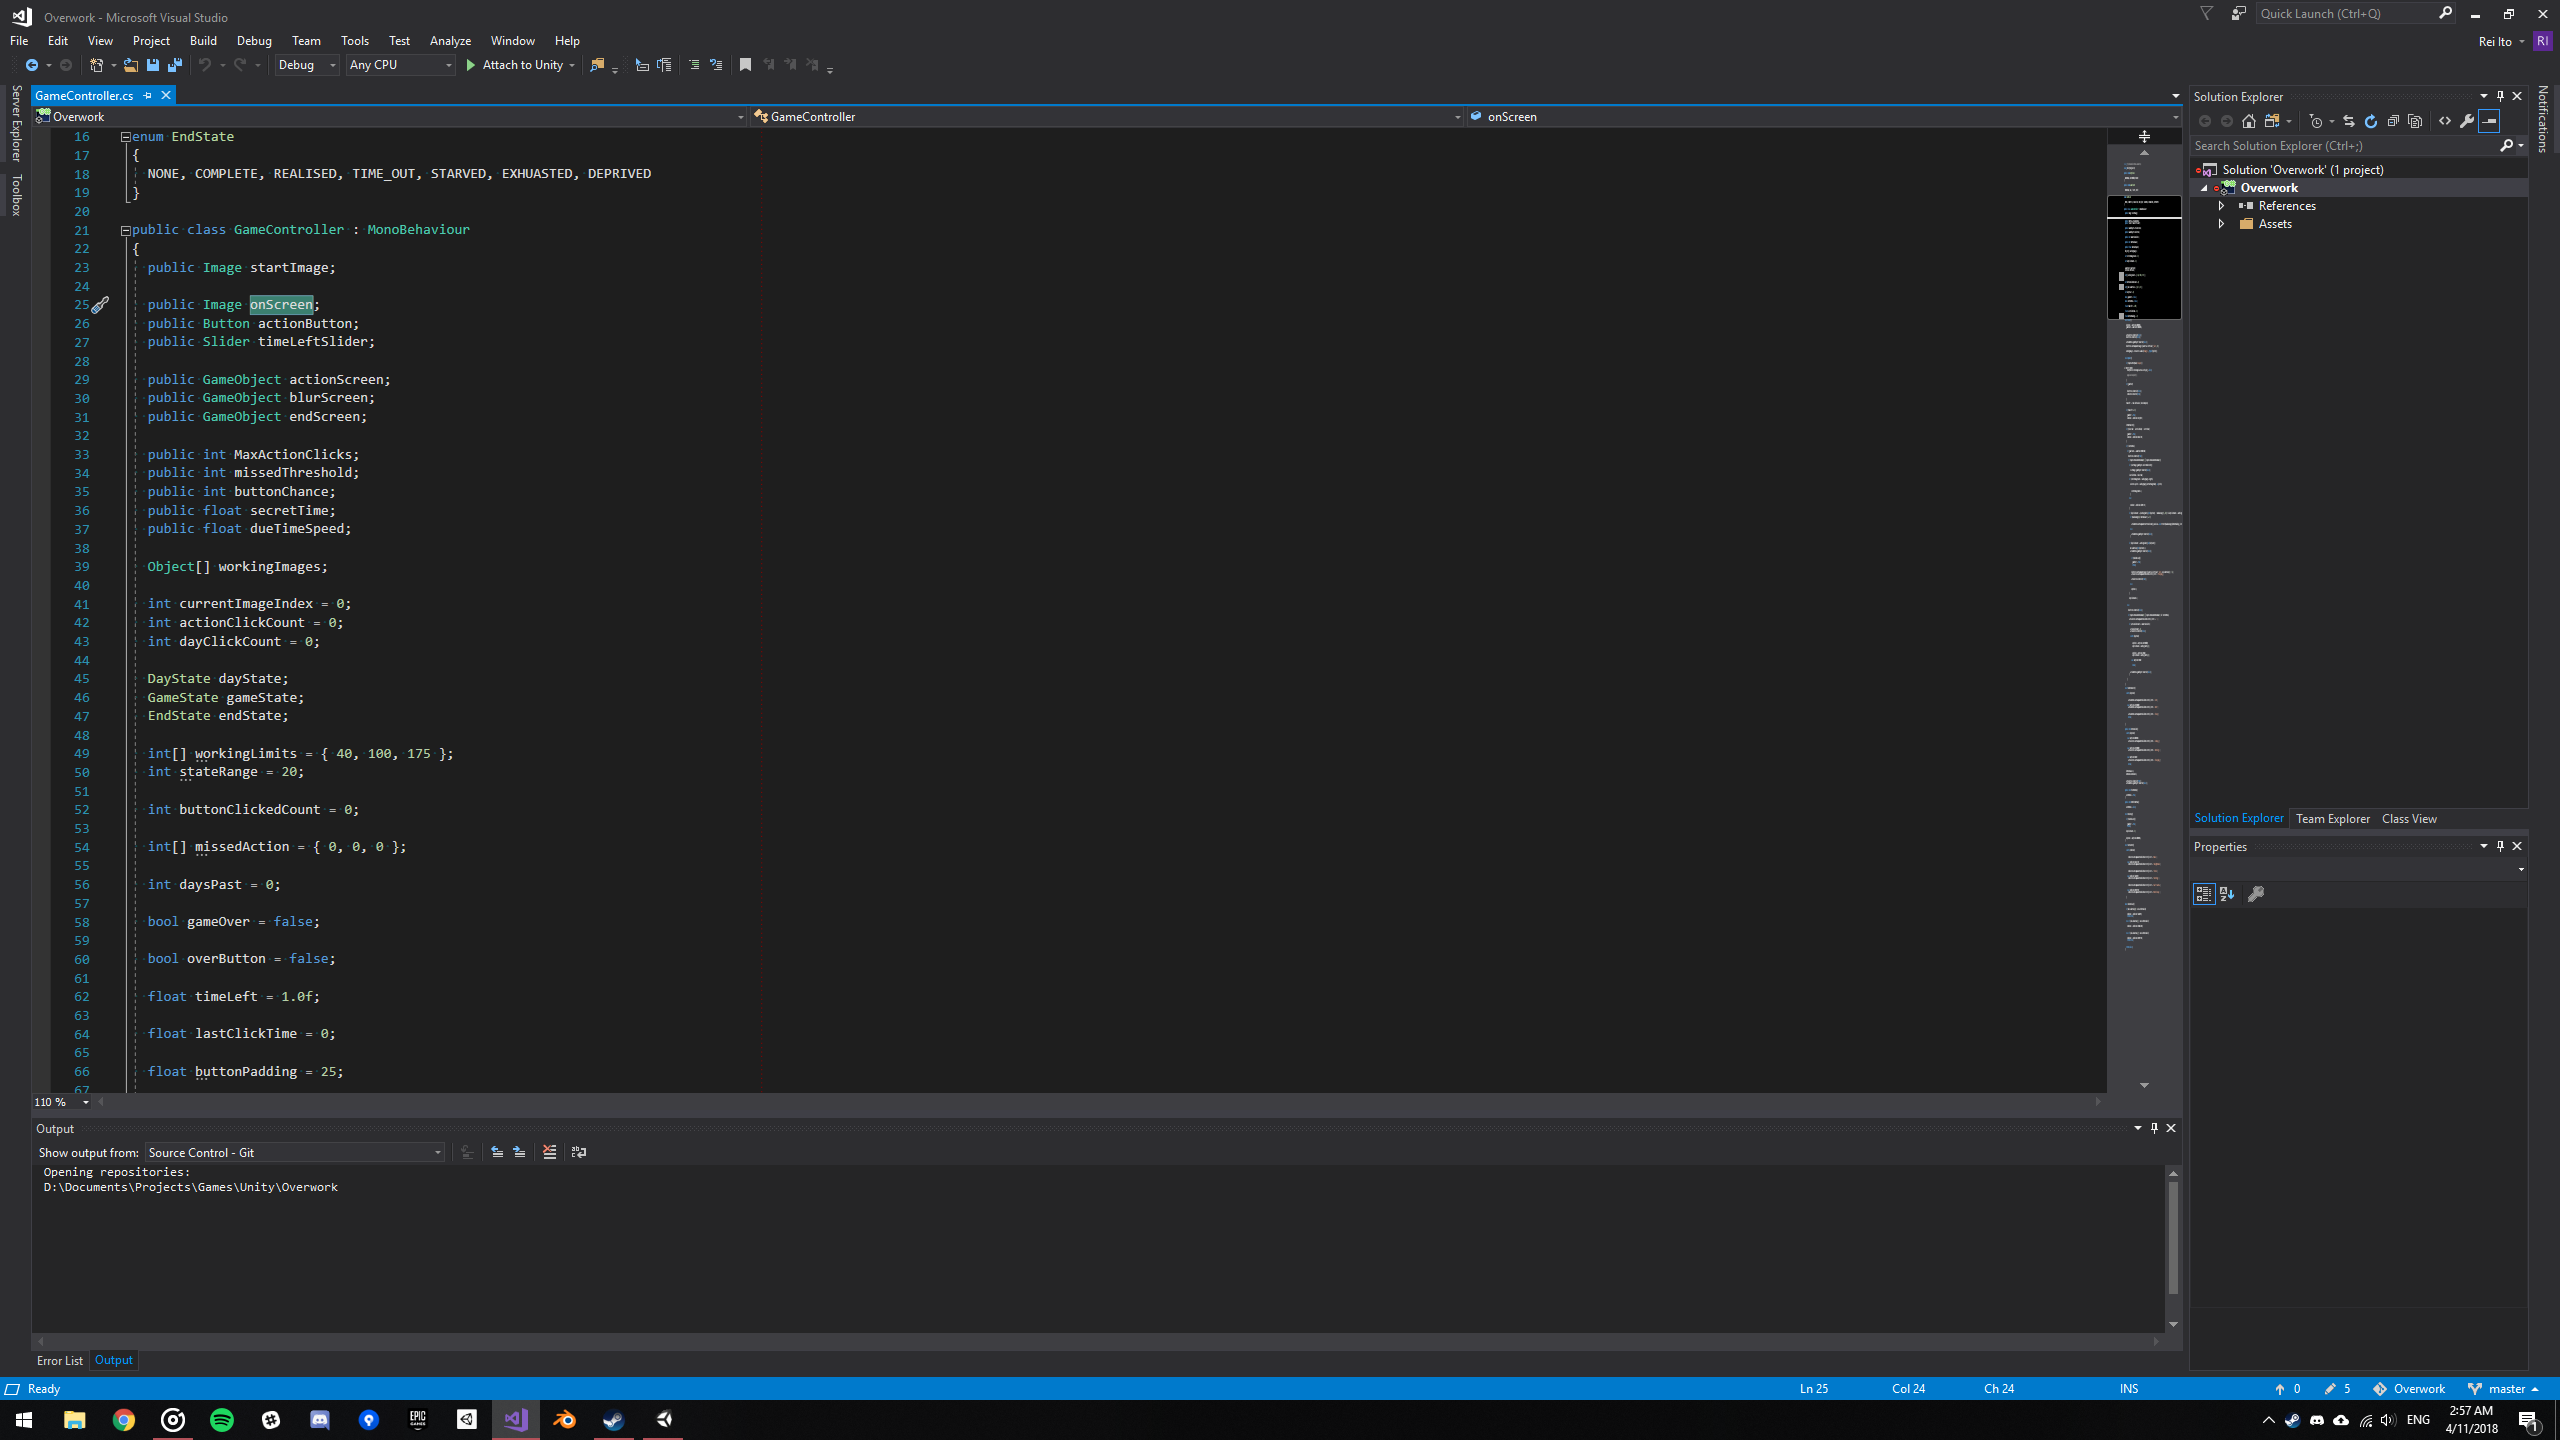 Overwork - Microsoft Visual Studio
Quick Launch (Ctrl+Q)
File Edit View Project Build Debug Team Tools Test Analyze Window Help
Rei Ito RI
Debug Any CPU Attach to Unity
Server Explorer
Toolbox
GameController.cs
Overwork GameController onScreen
16 enum EndState
17 {
18 NONE, COMPLETE, REALISED, TIME_OUT, STARVED, EXHUASTED, DEPRIVED
19 }
20
21 public class GameController : MonoBehaviour
22 {
23 public Image startImage;
24
25 public Image onScreen;
26 public Button actionButton;
27 public Slider timeLeftSlider;
28
29 public GameObject actionScreen;
30 public GameObject blurScreen;
31 public GameObject endScreen;
32
33 public int MaxActionClicks;
34 public int missedThreshold;
35 public int buttonChance;
36 public float secretTime;
37 public float dueTimeSpeed;
38
39 Object[] workingImages;
40
41 int currentImageIndex = 0;
42 int actionClickCount = 0;
43 int dayClickCount = 0;
44
45 DayState dayState;
46 GameState gameState;
47 EndState endState;
48
49 int[] workingLimits = { 40, 100, 175 };
50 int stateRange = 20;
51
52 int buttonClickedCount = 0;
53
54 int[] missedAction = { 0, 0, 0 };
55
56 int daysPast = 0;
57
58 bool gameOver = false;
59
60 bool overButton = false;
61
62 float timeLeft = 1.0f;
63
64 float lastClickTime = 0;
65
66 float buttonPadding = 25;
67
110 %
Output
Show output from: Source Control - Git
Opening repositories:
D:\Documents\Projects\Games\Unity\Overwork
Error List Output
Solution Explorer
Search Solution Explorer (Ctrl+;)
Solution 'Overwork' (1 project)
Overwork
References
Assets
Solution Explorer Team Explorer Class View
Properties
Notifications
Ready Ln 25 Col 24 Ch 24 INS 0 5 Overwork master
EPIC GAMES
ENG
2:57 AM
4/11/2018
1